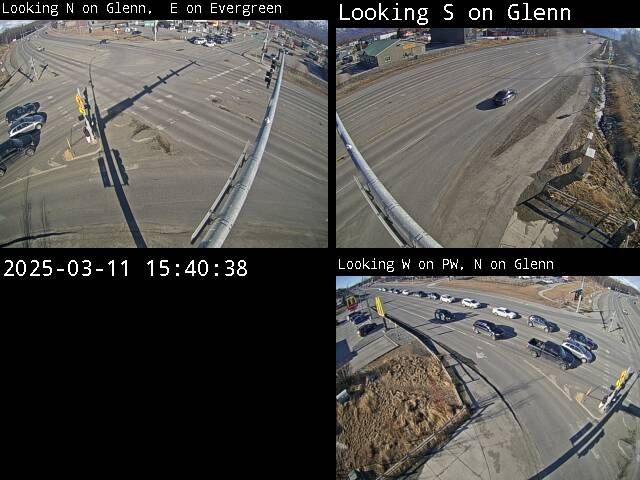 Looking N on Glenn,  E on Evergreen
Looking S on Glenn
2025-03-11 15:40:38
Looking W on PW, N on Glenn